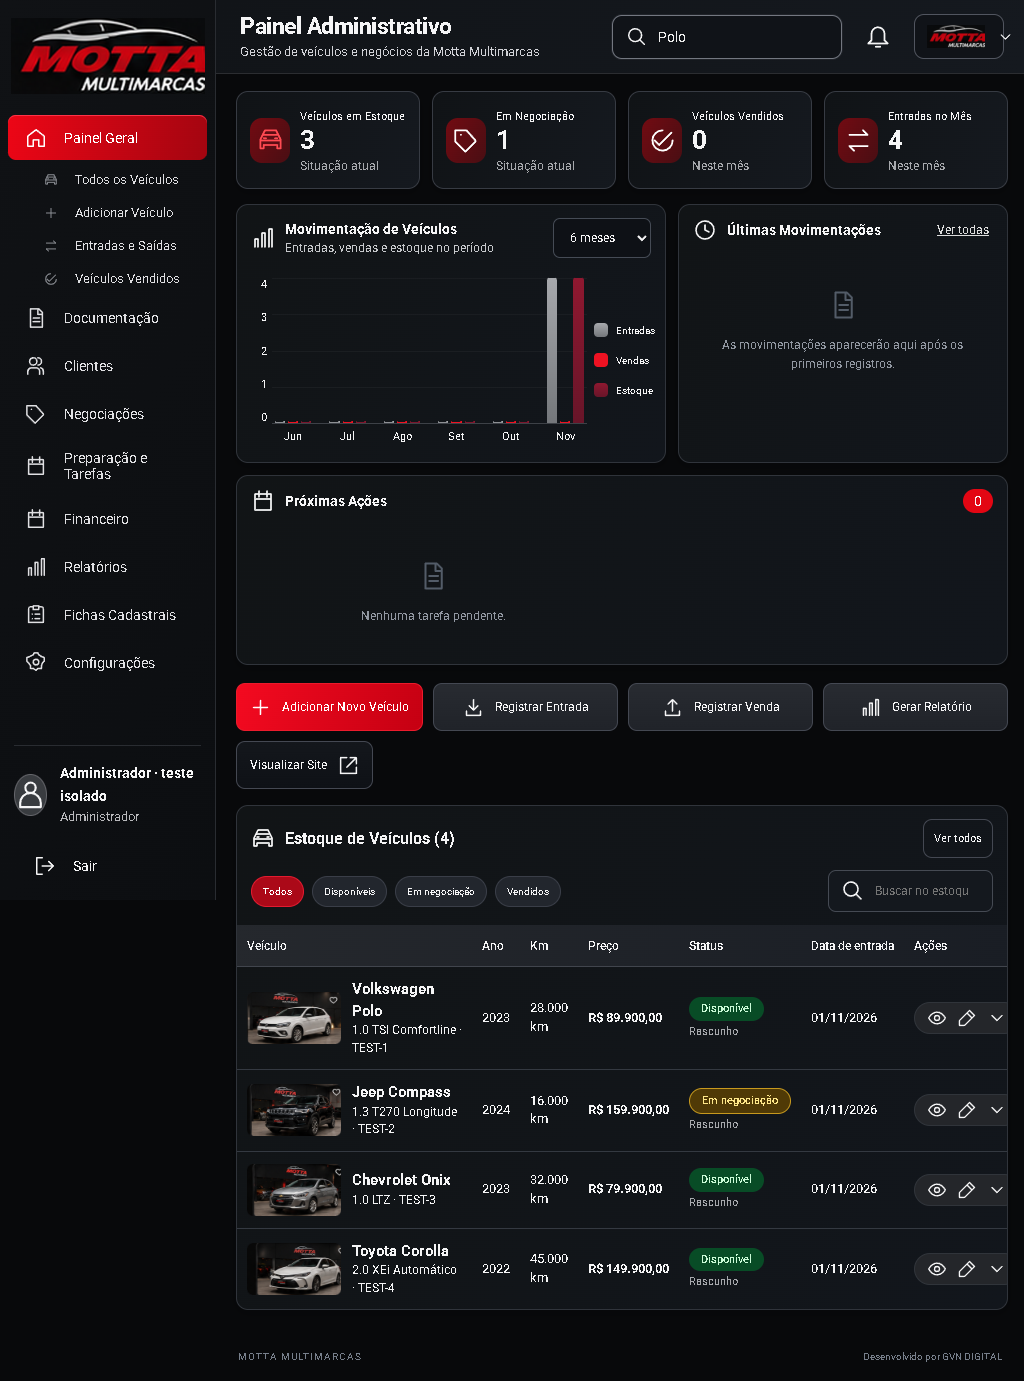 MOTTA
MULTIMARCAS
Painel Geral
Todos os Veículos
Adicionar Veículo
Entradas e Saídas
Veículos Vendidos
Documentação
Clientes
Negociações
Preparação e
Tarefas
Financeiro
Relatórios
Fichas Cadastrais
Configurações
Administrador · teste
isolado
Administrador
Sair
Painel Administrativo
Gestão de veículos e negócios da Motta Multimarcas
Polo
MOTTA
MULTIMARCAS
Veículos em Estoque
3
Situação atual
Em Negociação
1
Situação atual
Veículos Vendidos
0
Neste mês
Entradas no Mês
4
Neste mês
Movimentação de Veículos
Entradas, vendas e estoque no período
6 meses
4
3
2
1
0
Jun
Jul
Ago
Set
Out
Nov
Entradas
Vendas
Estoque
Últimas Movimentações
Ver todas
As movimentações aparecerão aqui após os
primeiros registros.
Próximas Ações
0
Nenhuma tarefa pendente.
Adicionar Novo Veículo
Registrar Entrada
Registrar Venda
Gerar Relatório
Visualizar Site
Estoque de Veículos (4)
Ver todos
Todos
Disponíveis
Em negociação
Vendidos
Buscar no estoqu
Veículo Ano Km Preço Status Data de entrada Ações
MOTTA
Volkswagen
Polo
1.0 TSI Comfortline ·
TEST-1
2023
28.000
km
R$ 89.900,00
Disponível
Rascunho
01/11/2026
MOTTA
Jeep Compass
1.3 T270 Longitude
· TEST-2
2024
16.000
km
R$ 159.900,00
Em negociação
Rascunho
01/11/2026
MOTTA
Chevrolet Onix
1.0 LTZ · TEST-3
2023
32.000
km
R$ 79.900,00
Disponível
Rascunho
01/11/2026
MOTTA
Toyota Corolla
2.0 XEi Automático
· TEST-4
2022
45.000
km
R$ 149.900,00
Disponível
Rascunho
01/11/2026
MOTTA MULTIMARCAS
Desenvolvido por GVN DIGITAL